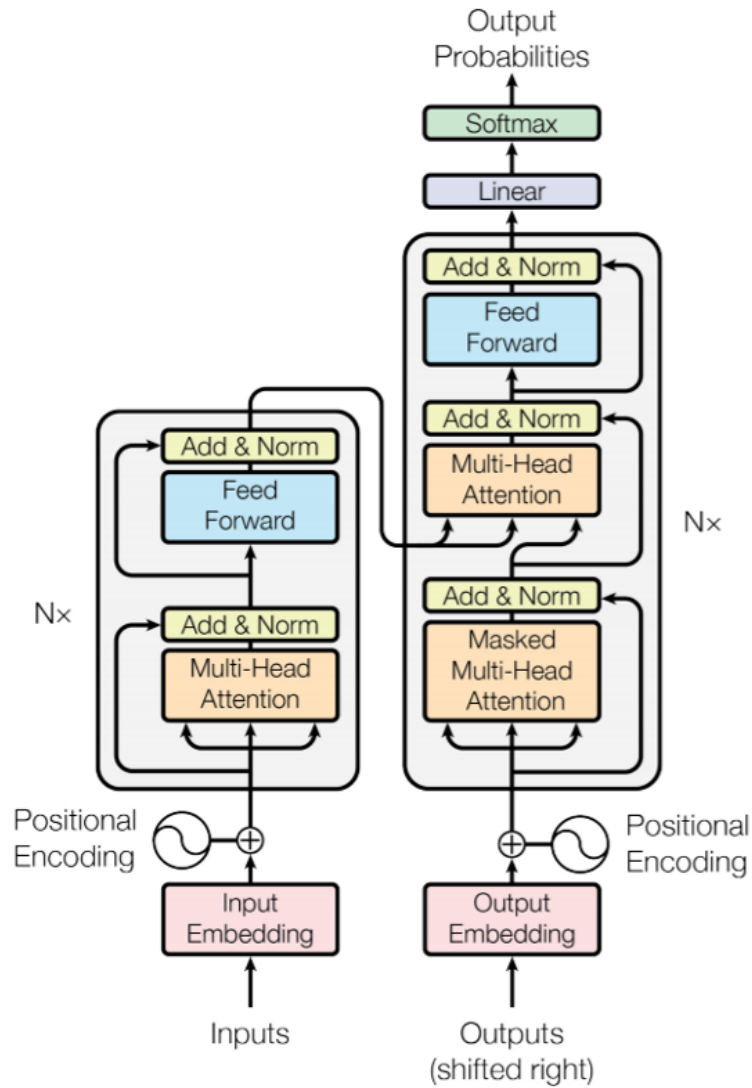 Output
Probabilities
Softmax
Linear
Add & Norm
Feed
Forward
Add & Norm
Multi-Head
Attention
Nx
Add & Norm
Masked
Multi-Head
Attention
Add & Norm
Feed
Forward
Nx
Add & Norm
Multi-Head
Attention
Positional
Encoding
Positional
Encoding
Input
Embedding
Output
Embedding
Inputs
Outputs
(shifted right)